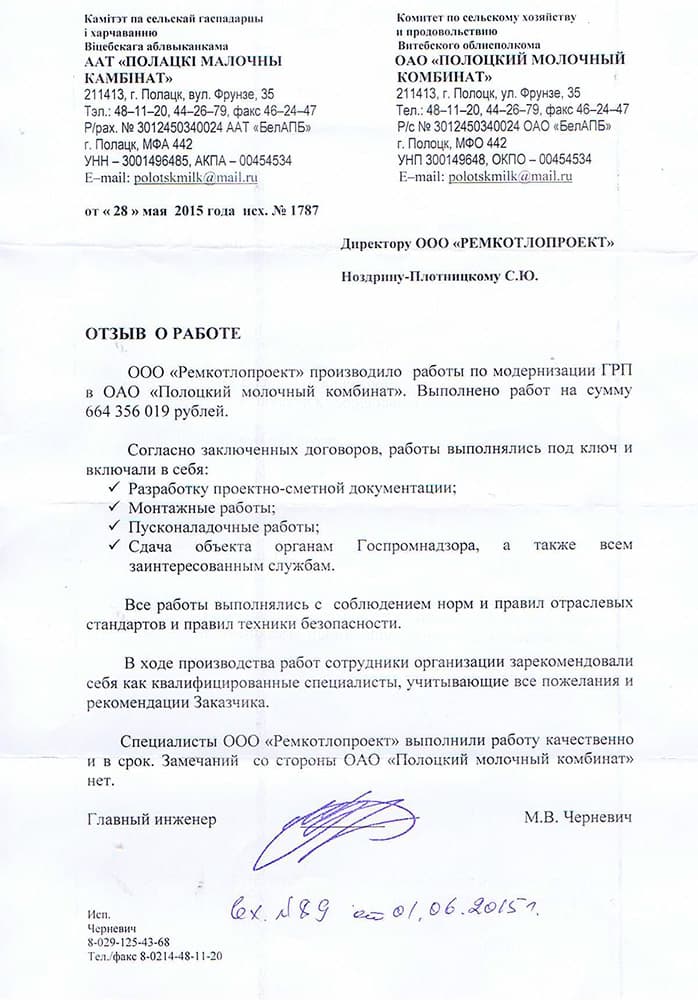 Камітэт па сельскай гаспадарцы
і харчаванню
Віцебскага аблвыканкама
ААТ «ПОЛАЦКІ МАЛОЧНЫ
КАМБІНАТ»
211413, г. Полацк, вул. Фрунзе, 35
Тэл.: 48–11–20, 44–26–79, факс 46–24–47
Р/рах. № 3012450340024 ААТ «БелАПБ»
г. Полацк, МФА 442
УНН – 3001496485, АКПА – 00454534
E–mail: polotskmilk@mail.ru
Комитет по сельскому хозяйству
и продовольствию
Витебского облисполкома
ОАО «ПОЛОЦКИЙ МОЛОЧНЫЙ
КОМБИНАТ»
211413, г. Полоцк, ул. Фрунзе, 35
Тел.: 48–11–20, 44–26–79, факс 46–24–47
Р/с № 3012450340024 ОАО «БелАПБ»
г. Полоцк, МФО 442
УНП 300149648, ОКПО – 00454534
E–mail: polotskmilk@mail.ru
от « 28 » мая 2015 года исх. № 1787
Директору ООО «РЕМКОТЛОПРОЕКТ»
Ноздрину-Плотницкому С.Ю.
ОТЗЫВ О РАБОТЕ
ООО «Ремкотлопроект» производило работы по модернизации ГРП
в ОАО «Полоцкий молочный комбинат». Выполнено работ на сумму
664 356 019 рублей.
Согласно заключенных договоров, работы выполнялись под ключ и
включали в себя:
✓ Разработку проектно-сметной документации;
✓ Монтажные работы;
✓ Пусконаладочные работы;
✓ Сдача объекта органам Госпромнадзора, а также всем
заинтересованным службам.
Все работы выполнялись с соблюдением норм и правил отраслевых
стандартов и правил техники безопасности.
В ходе производства работ сотрудники организации зарекомендовали
себя как квалифицированные специалисты, учитывающие все пожелания и
рекомендации Заказчика.
Специалисты ООО «Ремкотлопроект» выполнили работу качественно
и в срок. Замечаний со стороны ОАО «Полоцкий молочный комбинат»
нет.
Главный инженер М.В. Черневич
Вх. №89 от 01.06.2015г.
Исп.
Черневич
8-029-125-43-68
Тел./факс 8-0214-48-11-20